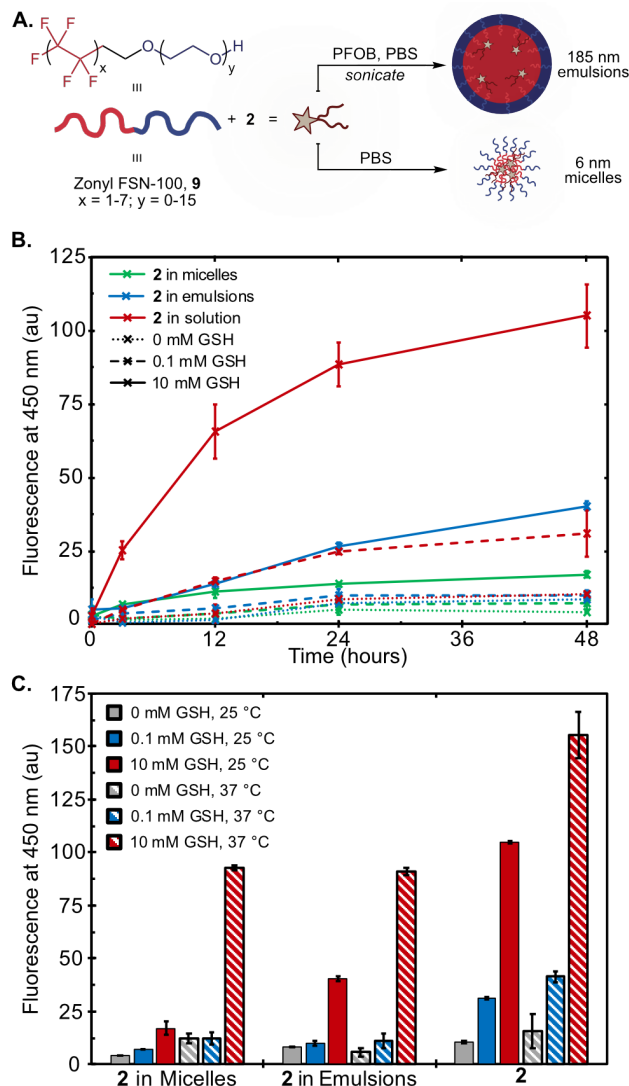 A.
F F
F
F F
O
O
H
x
y
III
+ 2 =
III
Zonyl FSN-100, 9
x = 1-7; y = 0-15
PFOB, PBS
sonicate
185 nm
emulsions
PBS
6 nm
micelles
B.
Fluorescence at 450 nm (au)
125
100
75
50
25
0
2 in micelles
2 in emulsions
2 in solution
0 mM GSH
0.1 mM GSH
10 mM GSH
0
12
24
36
48
Time (hours)
C.
Fluorescence at 450 nm (au)
175
150
125
100
75
50
25
0
0 mM GSH, 25 °C
0.1 mM GSH, 25 °C
10 mM GSH, 25 °C
0 mM GSH, 37 °C
0.1 mM GSH, 37 °C
10 mM GSH, 37 °C
2 in Micelles
2 in Emulsions
2